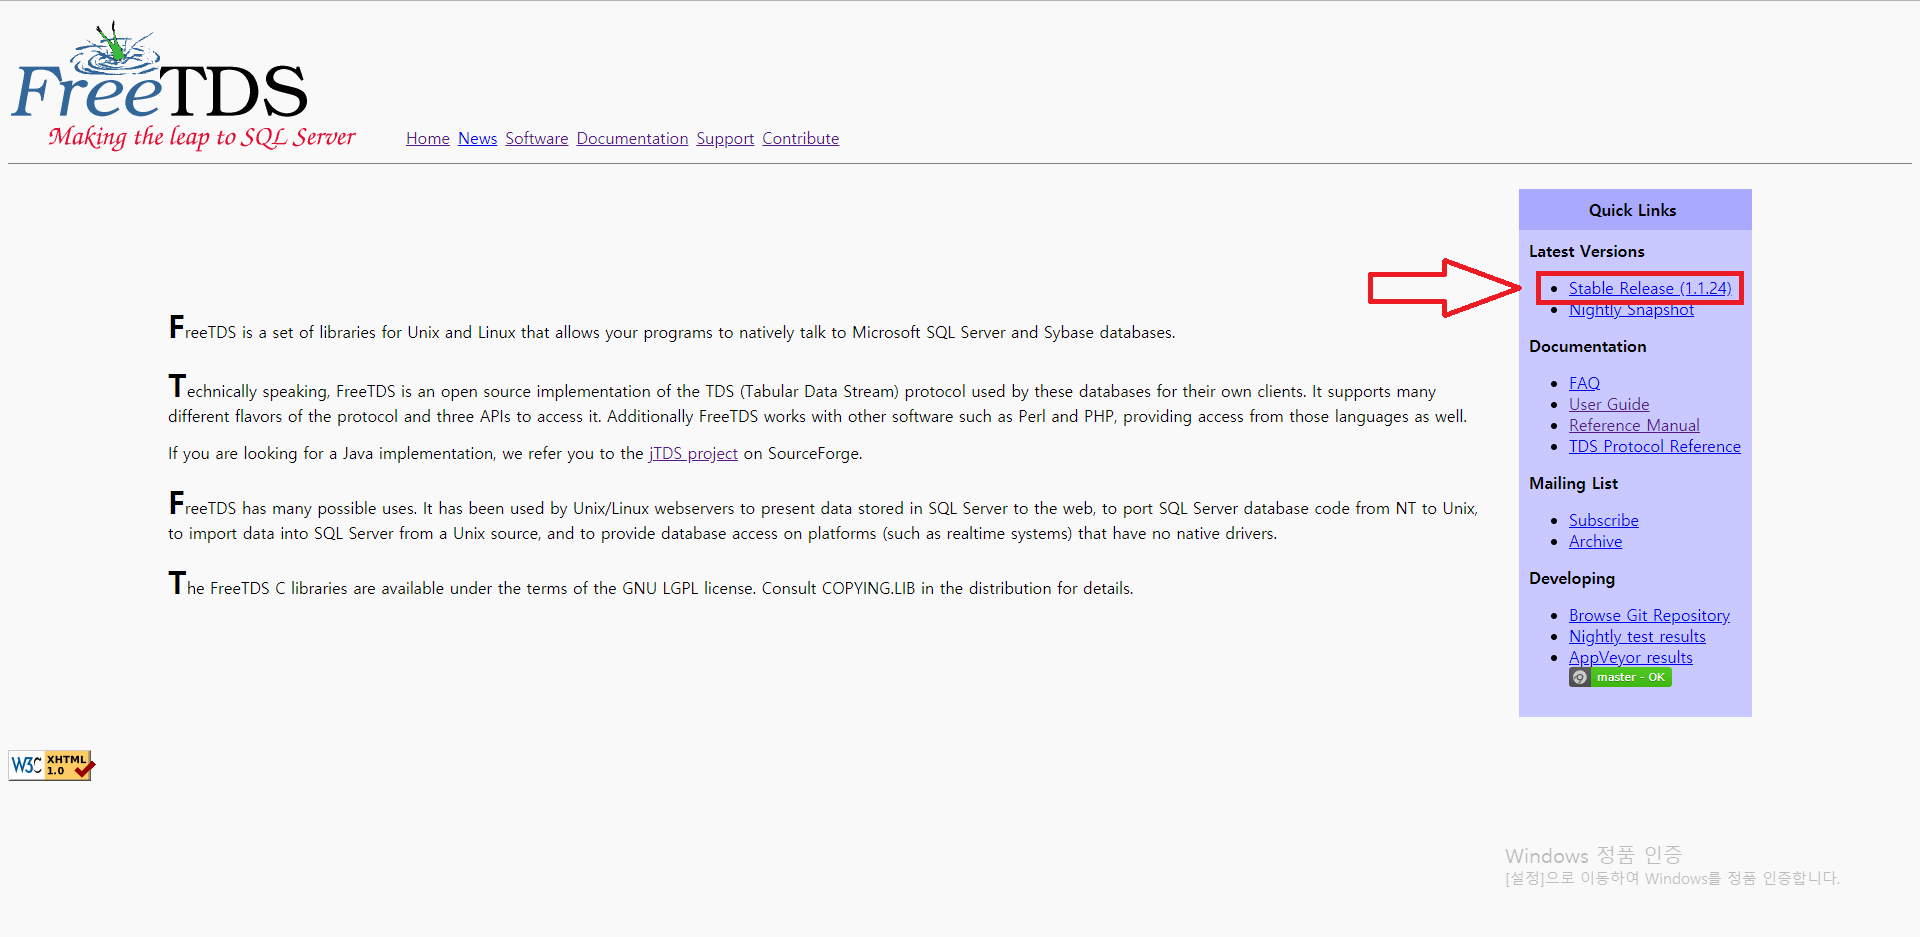 FreeTDS
Making the leap to SQL Server
Home News Software Documentation Support Contribute
Quick Links
Latest Versions
Stable Release (1.1.24)
Nightly Snapshot
Documentation
FAQ
User Guide
Reference Manual
TDS Protocol Reference
Mailing List
Subscribe
Archive
Developing
Browse Git Repository
Nightly test results
AppVeyor results
master - OK
FreeTDS is a set of libraries for Unix and Linux that allows your programs to natively talk to Microsoft SQL Server and Sybase databases.
Technically speaking, FreeTDS is an open source implementation of the TDS (Tabular Data Stream) protocol used by these databases for their own clients. It supports many
different flavors of the protocol and three APIs to access it. Additionally FreeTDS works with other software such as Perl and PHP, providing access from those languages as well.
If you are looking for a Java implementation, we refer you to the jTDS project on SourceForge.
FreeTDS has many possible uses. It has been used by Unix/Linux webservers to present data stored in SQL Server to the web, to port SQL Server database code from NT to Unix,
to import data into SQL Server from a Unix source, and to provide database access on platforms (such as realtime systems) that have no native drivers.
The FreeTDS C libraries are available under the terms of the GNU LGPL license. Consult COPYING.LIB in the distribution for details.
W3C XHTML
1.0
Windows 정품 인증
[설정]으로 이동하여 Windows를 정품 인증합니다.